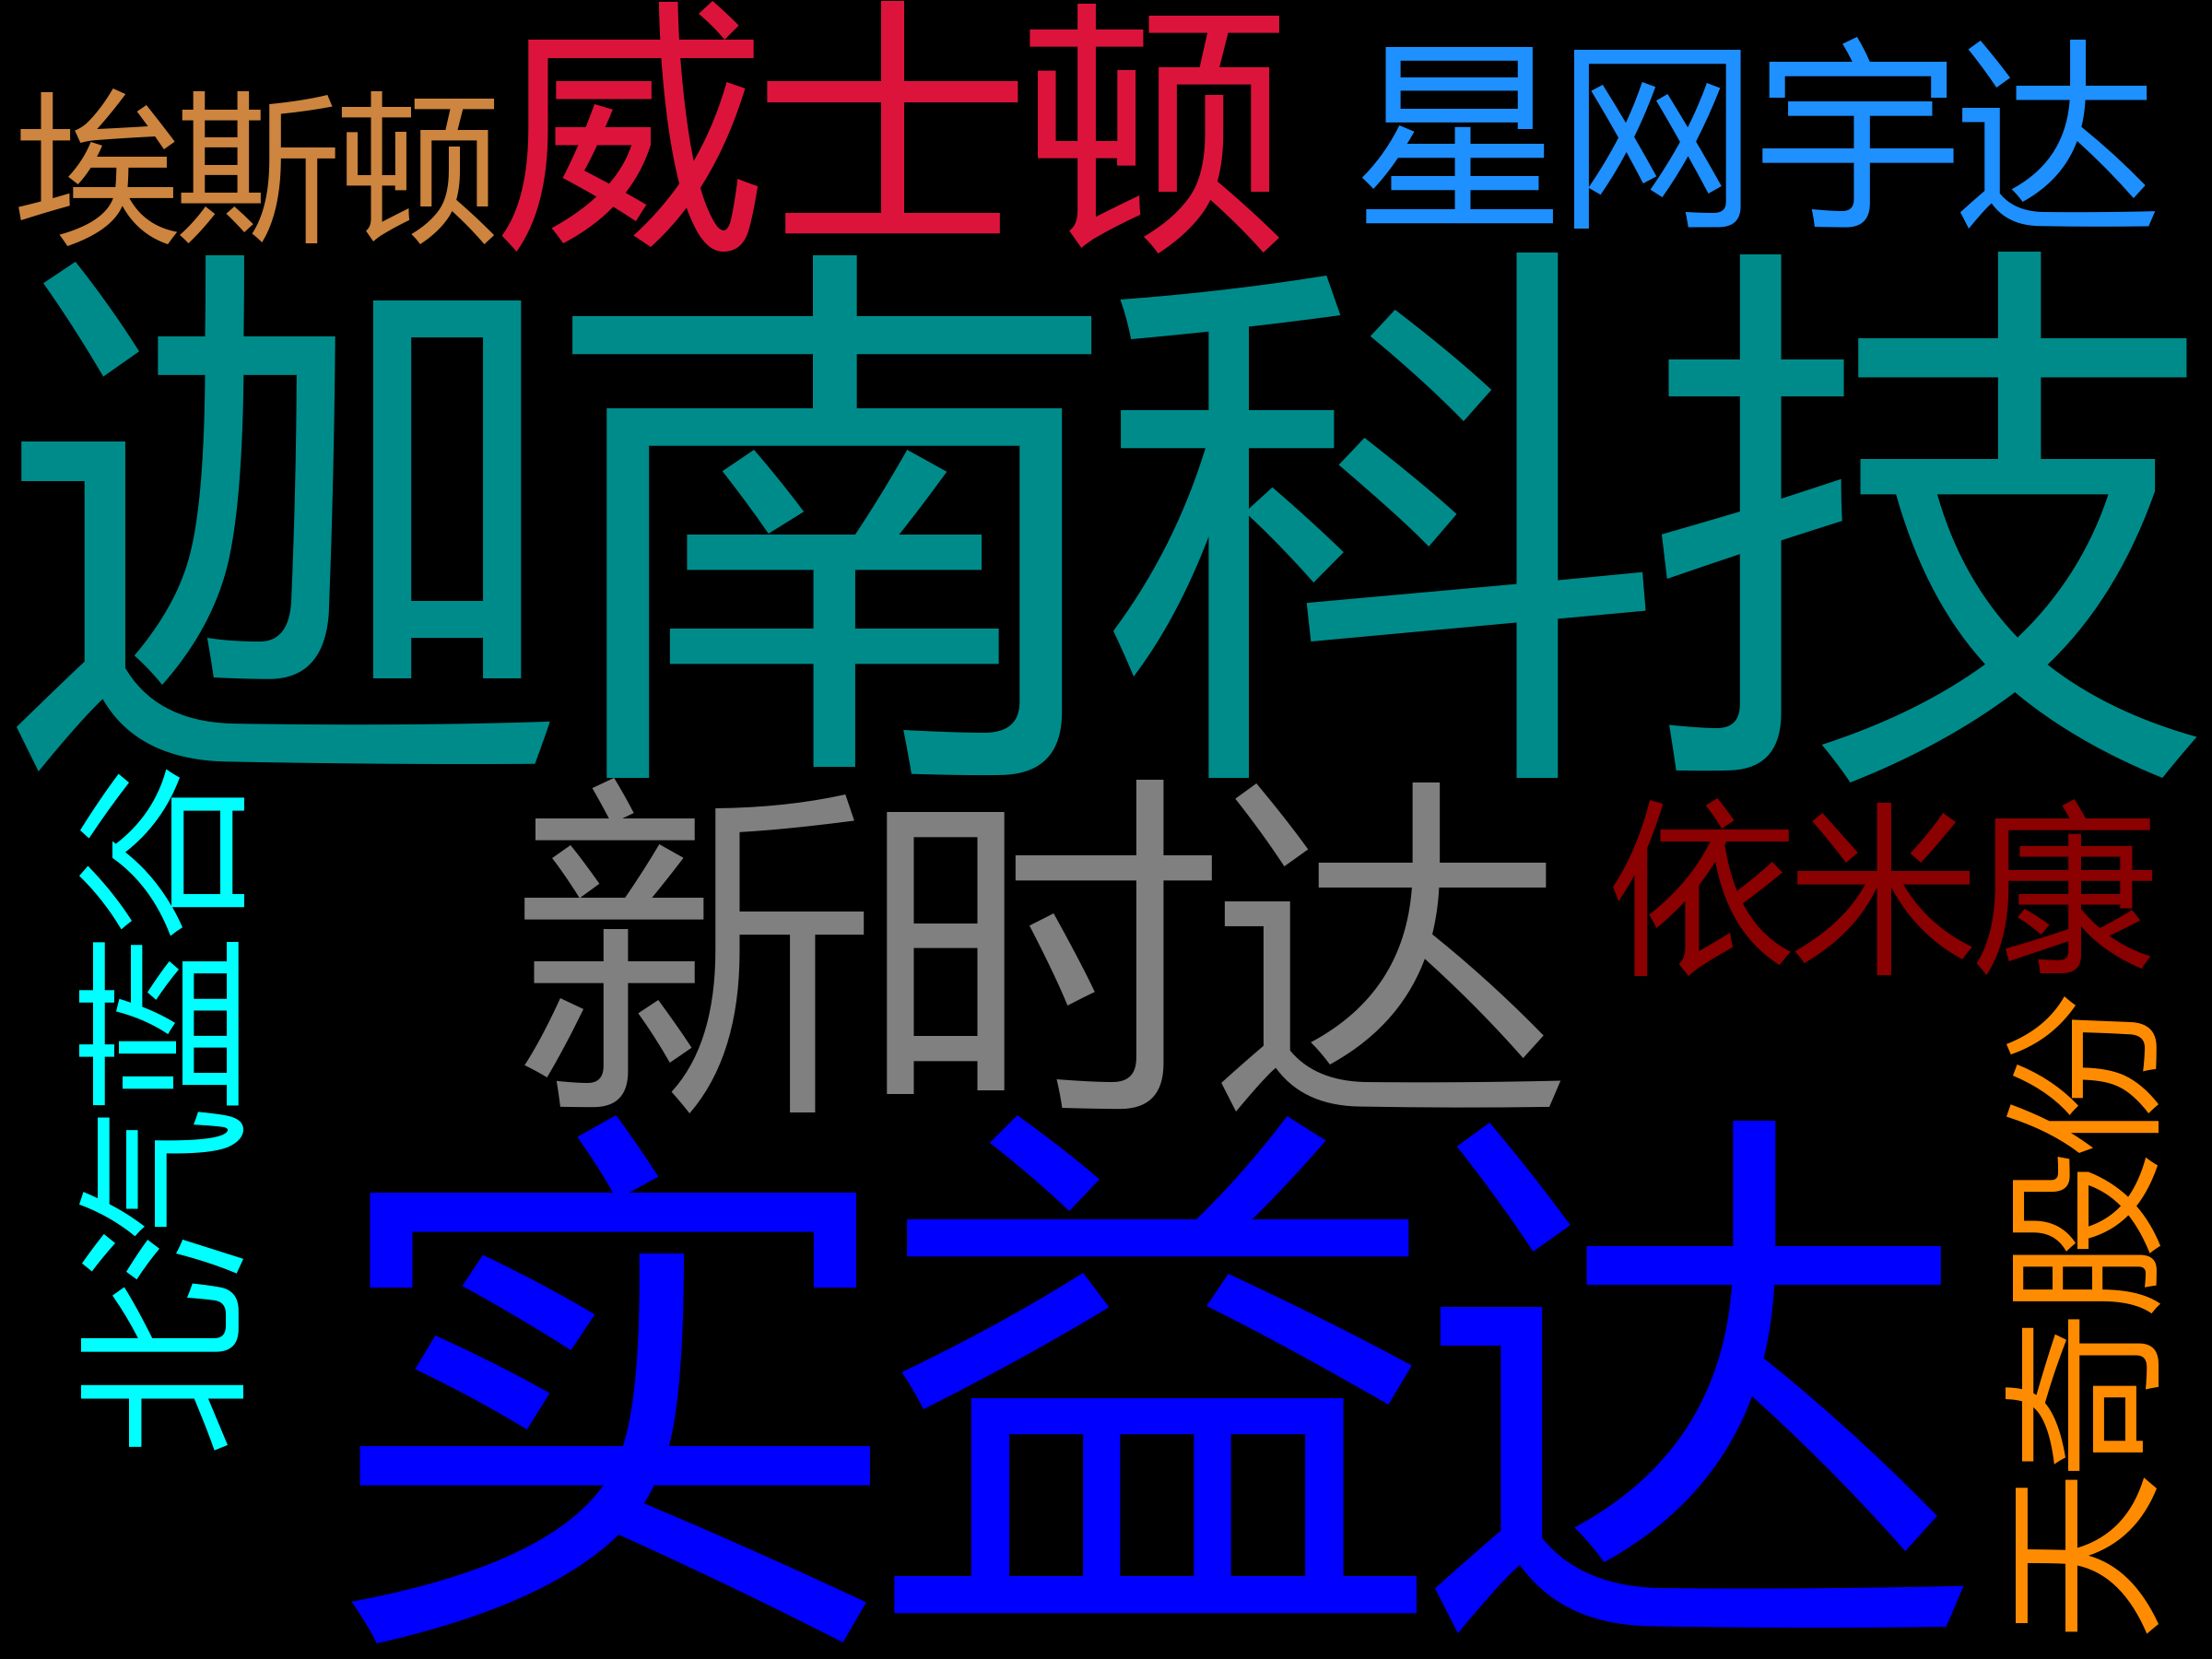 埃斯顿
威士顿
星网宇达
迦南科技
新时达
依米康
北汽蓝谷
实益达
天奇股份